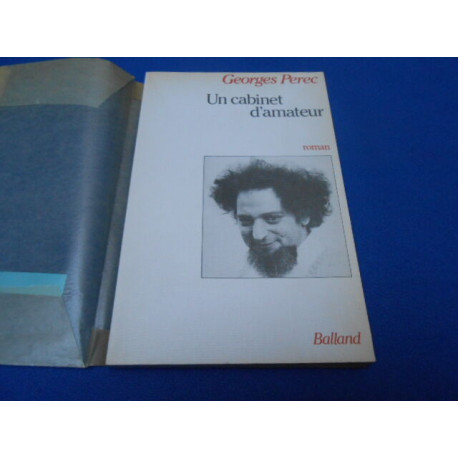 Georges Perec
Un cabinet
d'amateur
roman
Balland